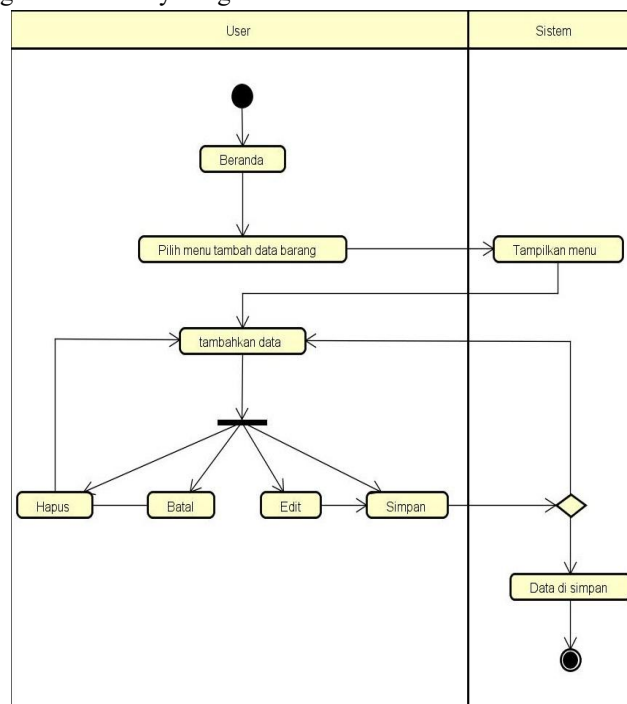 User
Sistem
Beranda
Pilih menu tambah data barang
Tampilkan menu
tambahkan data
Hapus
Batal
Edit
Simpan
Data di simpan